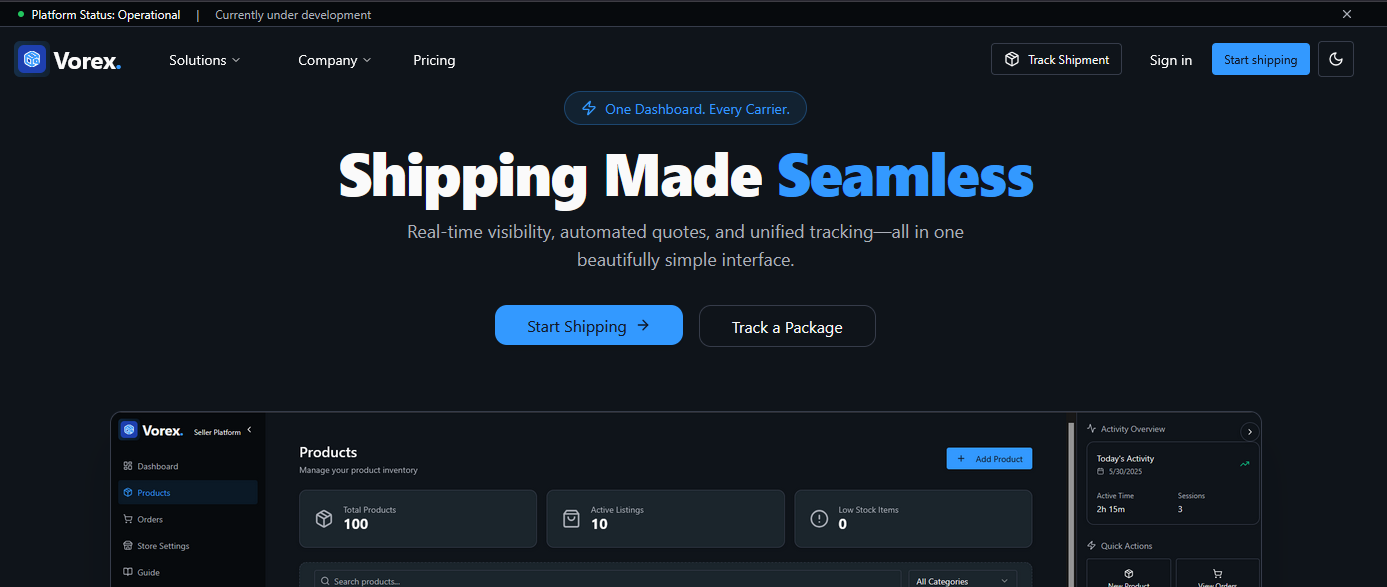 Platform Status: Operational | Currently under development
Vorex.
Solutions
Company
Pricing
Track Shipment
Sign in
Start shipping
One Dashboard. Every Carrier.
Shipping Made Seamless
Real-time visibility, automated quotes, and unified tracking—all in one
beautifully simple interface.
Start Shipping
Track a Package
Vorex. Seller Platform
Dashboard
Products
Orders
Store Settings
Guide
Products
Manage your product inventory
Add Product
Total Products
100
Active Listings
10
Low Stock Items
0
Search products...
All Categories
Activity Overview
Today's Activity
5/30/2025
Active Time
2h 15m
Sessions
3
Quick Actions
New Product
View Orders